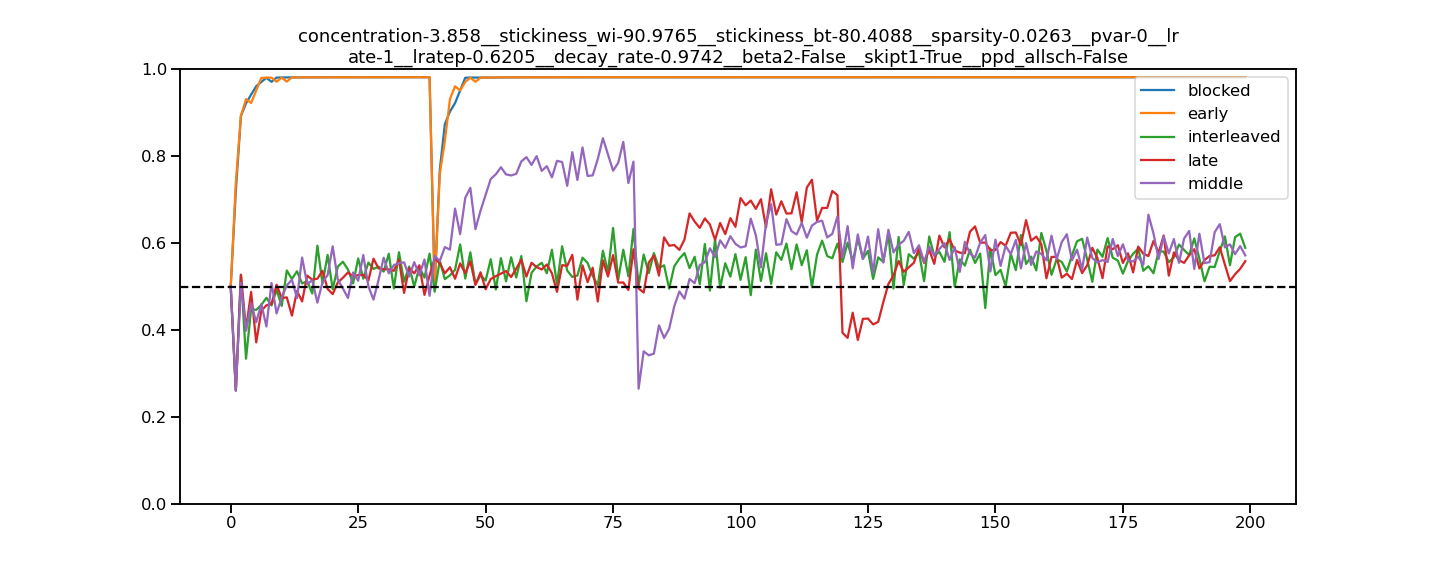 concentration-3.858__stickiness_wi-90.9765__stickiness_bt-80.4088__sparsity-0.0263__pvar-0__lr
ate-1__lratep-0.6205__decay_rate-0.9742__beta2-False__skipt1-True__ppd_allsch-False
1.0
0.8
0.6
0.4
0.2
0.0
blocked
early
interleaved
late
middle
0 25 50 75 100 125 150 175 200